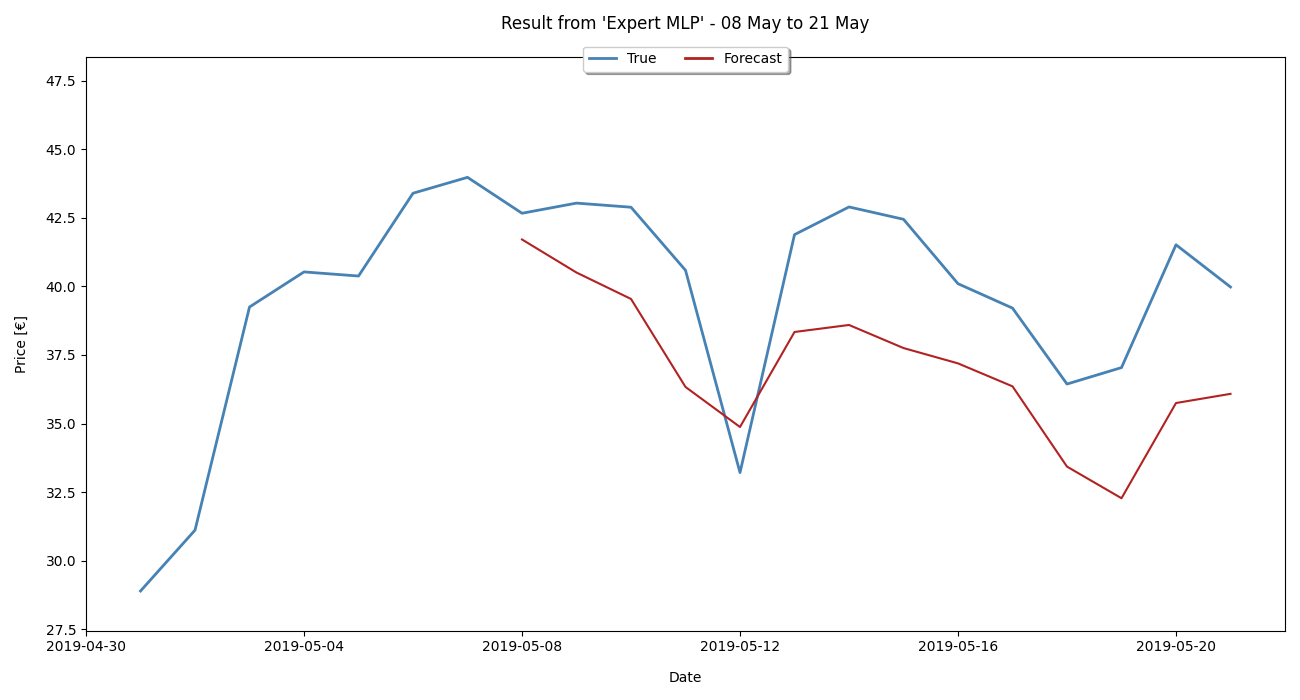 Result from 'Expert MLP' - 08 May to 21 May
True Forecast
47.5
45.0
42.5
40.0
37.5
35.0
32.5
30.0
27.5
Price [€]
2019-04-30 2019-05-04 2019-05-08 2019-05-12 2019-05-16 2019-05-20
Date